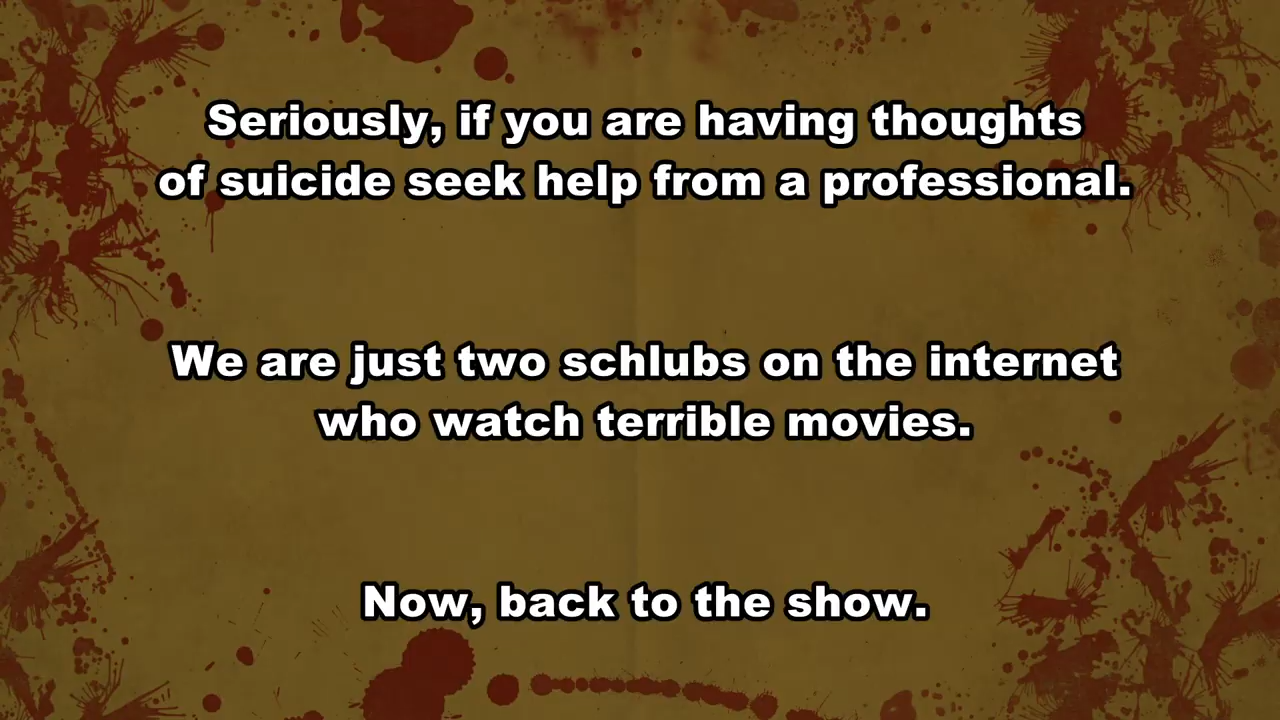 Seriously, if you are having thoughts
of suicide seek help from a professional.
We are just two schlubs on the internet
who watch terrible movies.
Now, back to the show.